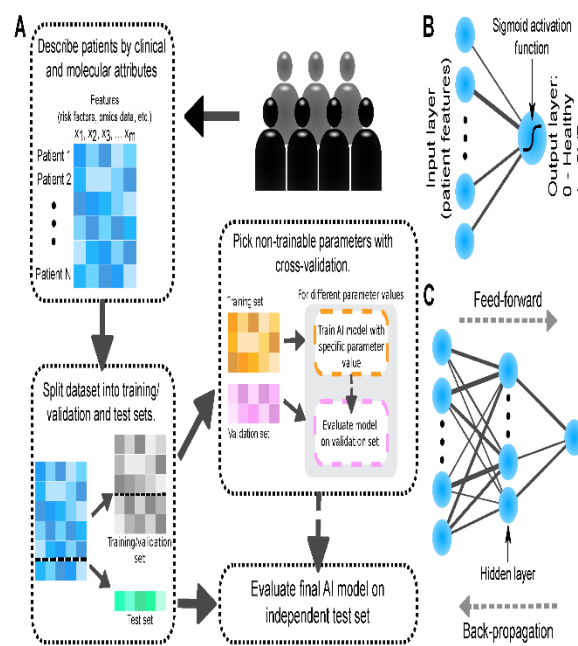 A
Describe patients by clinical
and molecular attributes
Features
(risk factors, omics data, etc.)
x1, x2, x3, ... xm
Patient 1
Patient 2
Patient N
Split dataset into training/
validation and test sets.
Training/validation
set
Test set
Pick non-trainable parameters with
cross-validation.
Training set
For different parameter values
Train AI model with
specific parameter
value
Validation set
Evaluate model
on validation set
Evaluate final AI model on
independent test set
B
Sigmoid activation
function
Input layer
(patient features)
Output layer:
0 - Healthy
C
Feed-forward
Hidden layer
Back-propagation